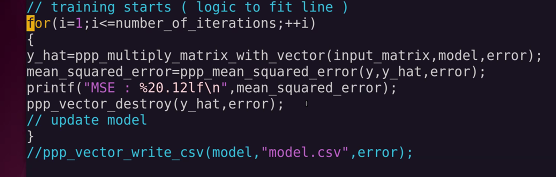 // training starts ( logic to fit line )
for(i=1;i<=number_of_iterations;++i)
{
y_hat=ppp_multiply_matrix_with_vector(input_matrix,model,error);
mean_squared_error=ppp_mean_squared_error(y,y_hat,error);
printf("MSE : %20.12lf\n",mean_squared_error);
ppp_vector_destroy(y_hat,error);
// update model
}
//ppp_vector_write_csv(model,"model.csv",error);